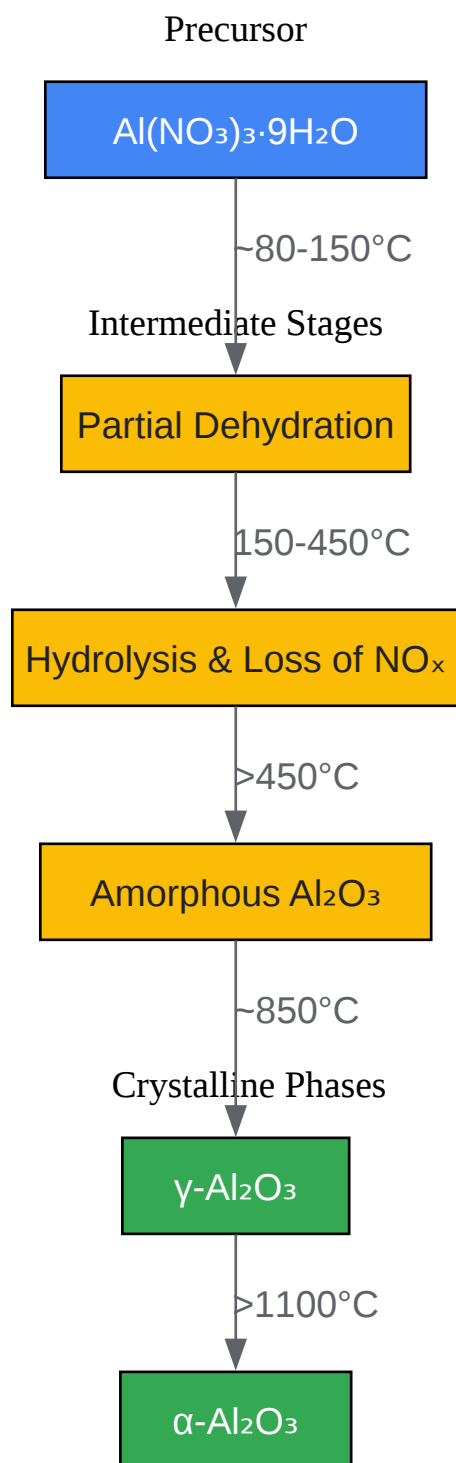 Precursor
Al(NO₃)₃·9H₂O
~80-150°C
Intermediate Stages
Partial Dehydration
150-450°C
Hydrolysis & Loss of NOₓ
>450°C
Amorphous Al₂O₃
~850°C
Crystalline Phases
γ-Al₂O₃
>1100°C
α-Al₂O₃